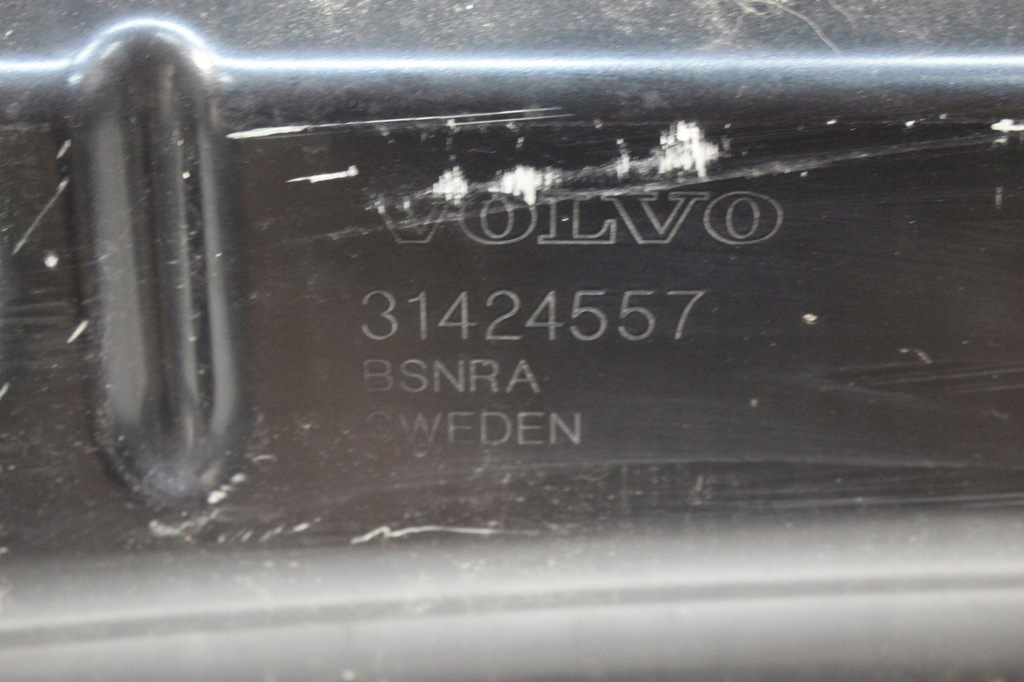 VOLVO
31424557
BSNRA
SWEDEN